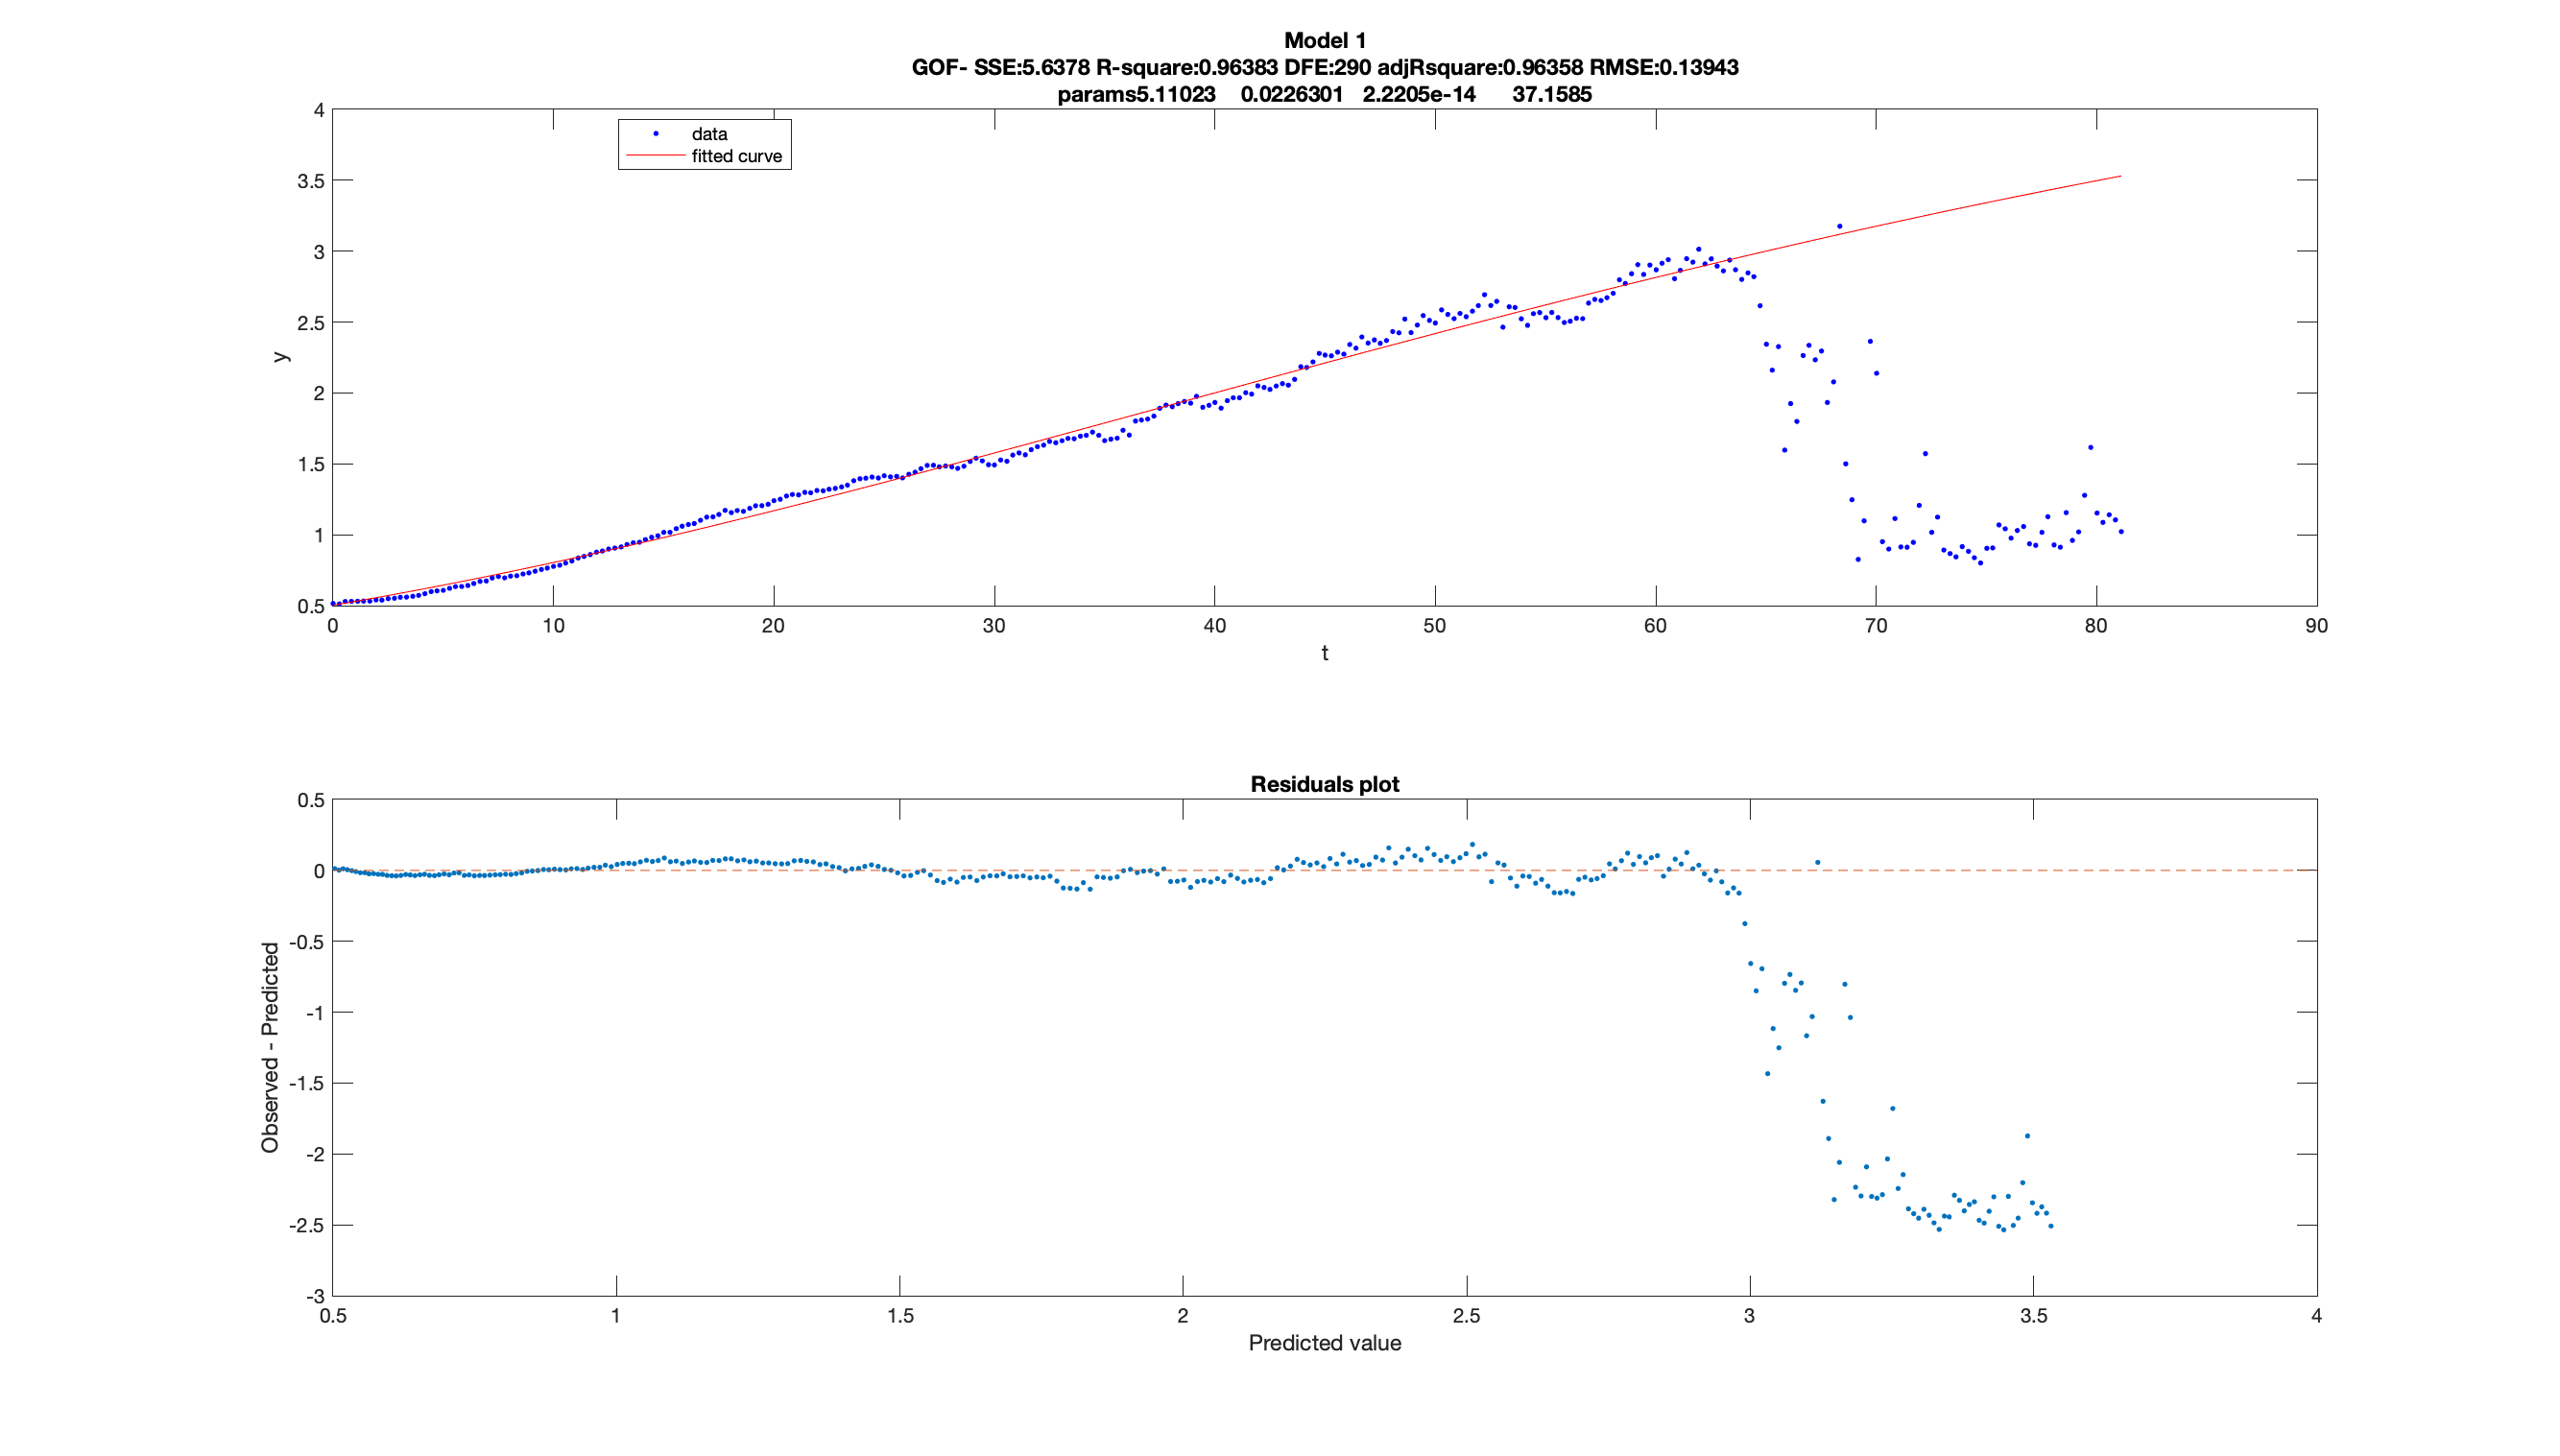 Model 1
GOF- SSE:5.6378 R-square:0.96383 DFE:290 adjRsquare:0.96358 RMSE:0.13943
params5.11023 0.0226301 2.2205e-14 37.1585
data
fitted curve
4
3.5
3
2.5
2
1.5
1
0.5
y
0 10 20 30 40 50 60 70 80 90
t
Residuals plot
0.5
0
-0.5
-1
-1.5
-2
-2.5
-3
Observed - Predicted
0.5 1 1.5 2 2.5 3 3.5 4
Predicted value